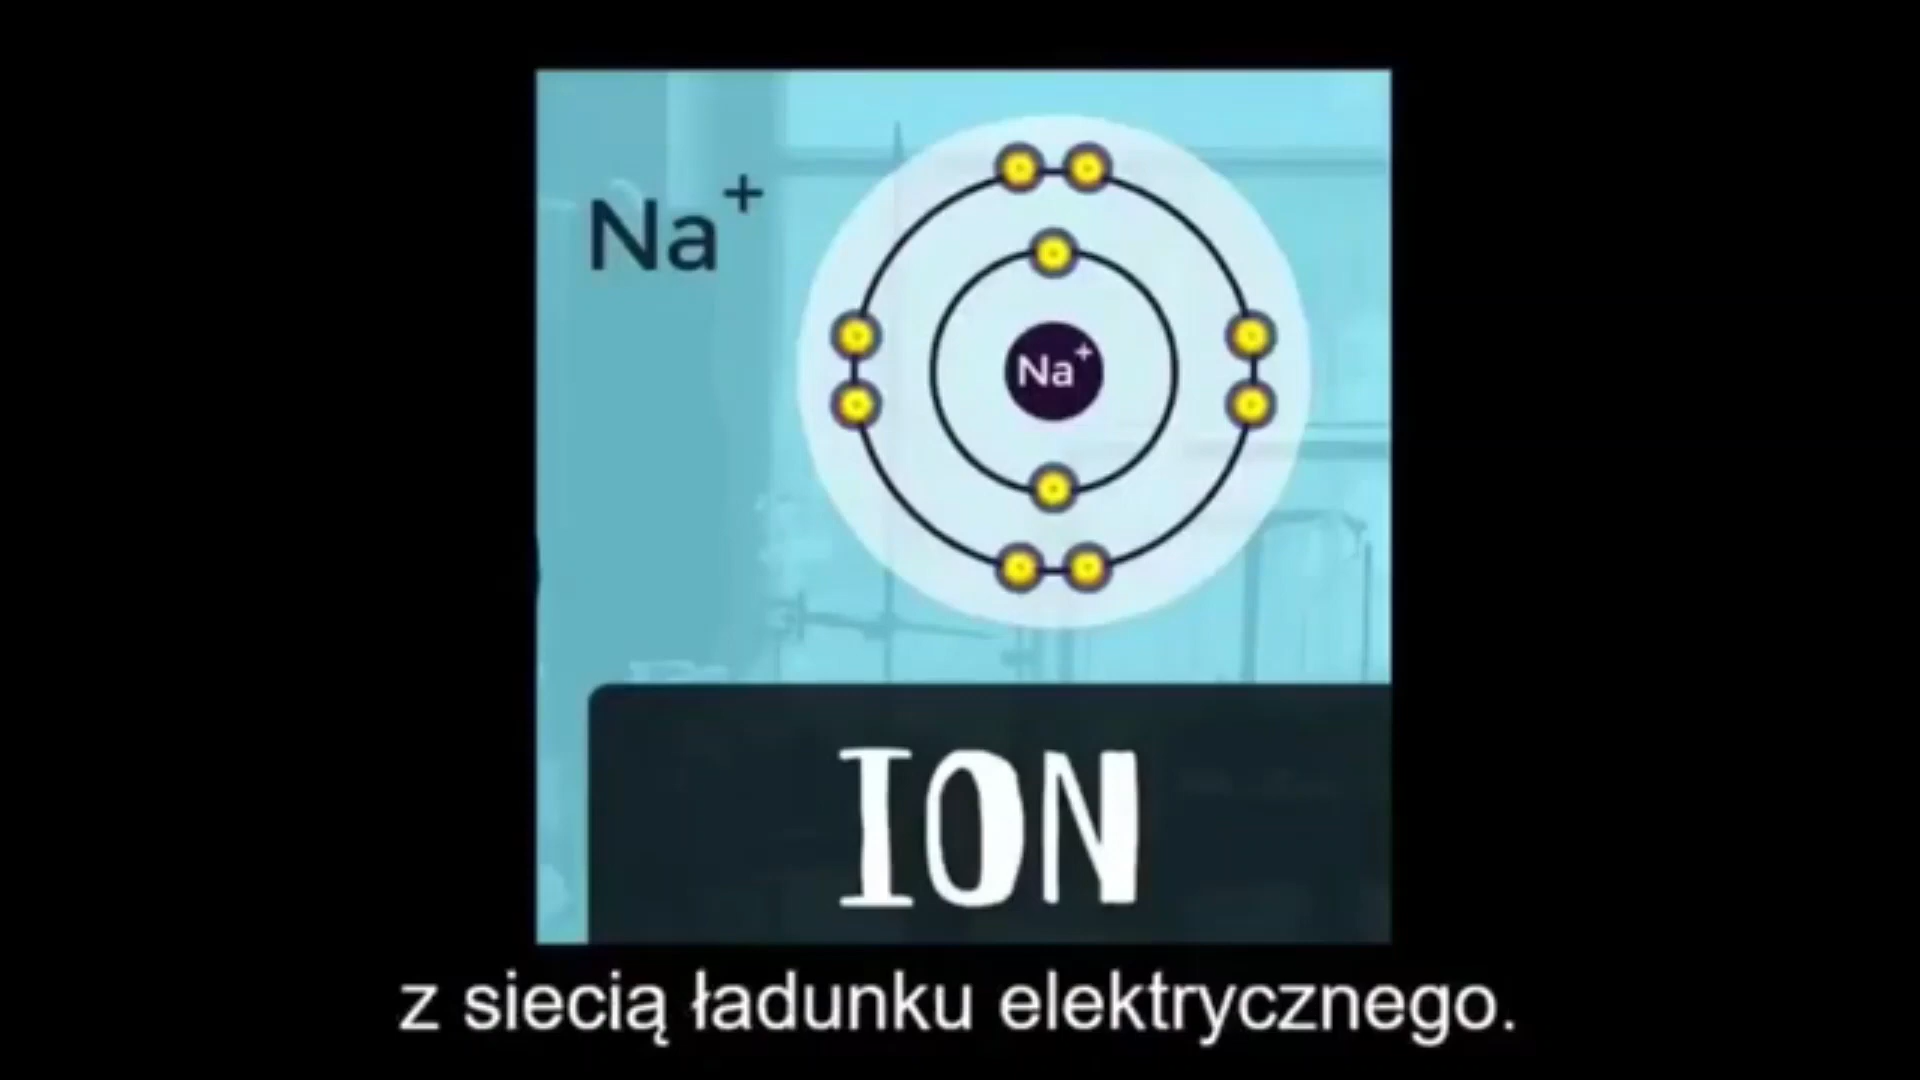 Na⁺
Na⁺
ION
z siecią ładunku elektrycznego.